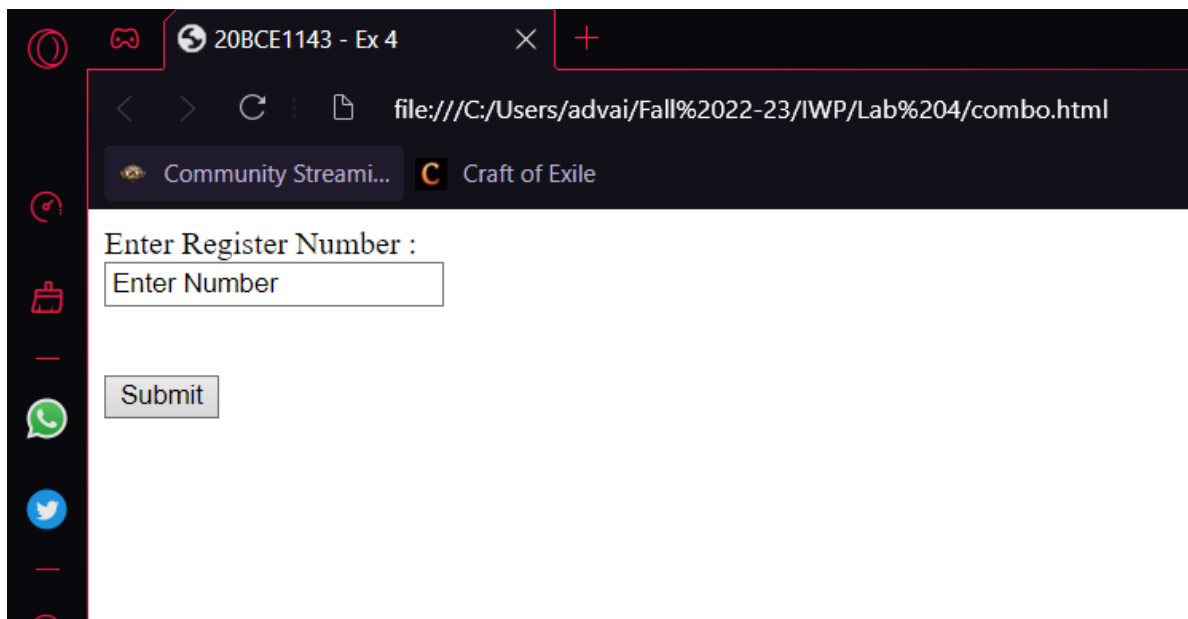 20BCE1143 - Ex 4
file:///C:/Users/advai/Fall%2022-23/IWP/Lab%204/combo.html
Community Streami... C Craft of Exile
Enter Register Number :
Enter Number
Submit